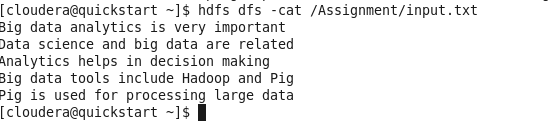 [cloudera@quickstart ~]$ hdfs dfs -cat /Assignment/input.txt
Big data analytics is very important
Data science and big data are related
Analytics helps in decision making
Big data tools include Hadoop and Pig
Pig is used for processing large data
[cloudera@quickstart ~]$